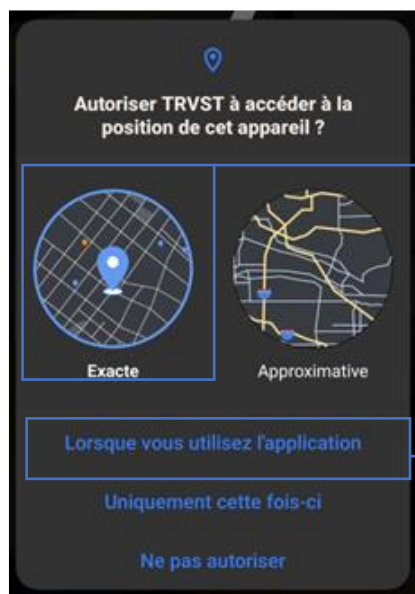 Autoriser TRVST à accéder à la
position de cet appareil ?
Exacte
Approximative
Lorsque vous utilisez l'application
Uniquement cette fois-ci
Ne pas autoriser